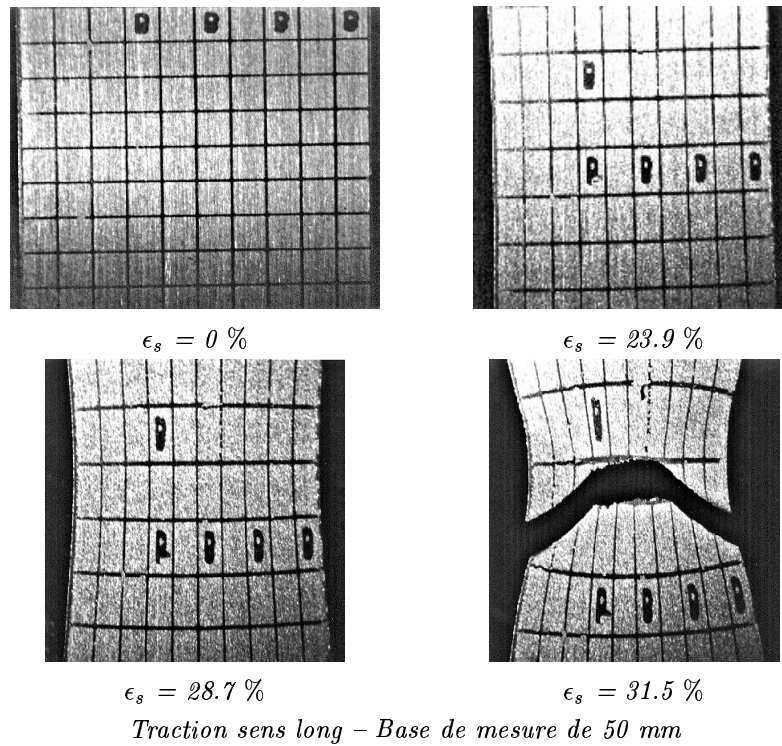 D D D D
D
D D D D
ϵₛ = 0 %
ϵₛ = 23.9 %
D
D D D D
D
D D D D
ϵₛ = 28.7 %
ϵₛ = 31.5 %
Traction sens long – Base de mesure de 50 mm